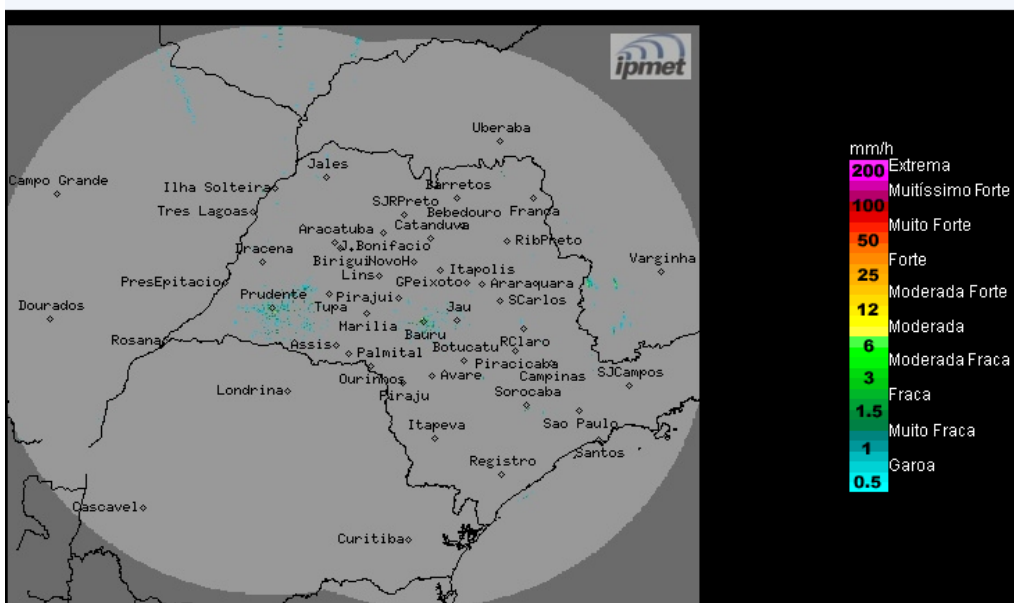 ipmet
Uberaba
Jales
Campo Grande
Ilha Solteira
Barretos
SJRPreto
Tres Lagoas
Bebedouro
Franca
Catanduva
Aracatuba
RibPreto
J.Bonifacio
Dracena
Varginha
BiriguiNovoH
Itapolis
Lins
PresEpitacio
GPeixoto
Araraquara
Prudente
Pirajui
SCarlos
Dourados
Tupa
Jau
Marilia
Bauru
Rosana
Assis
Botucatu
RClaro
Palmital
Piracicaba
SJCampos
Ourinhos
Avare
Campinas
Londrina
Piraju
Sorocaba
Itapeva
Sao Paulo
Santos
Registro
Cascavel
Curitiba
mm/h
200 Extrema
Muitíssimo Forte
100
Muito Forte
50
Forte
25
Moderada Forte
12
Moderada
6
Moderada Fraca
3
Fraca
1.5
Muito Fraca
1
Garoa
0.5